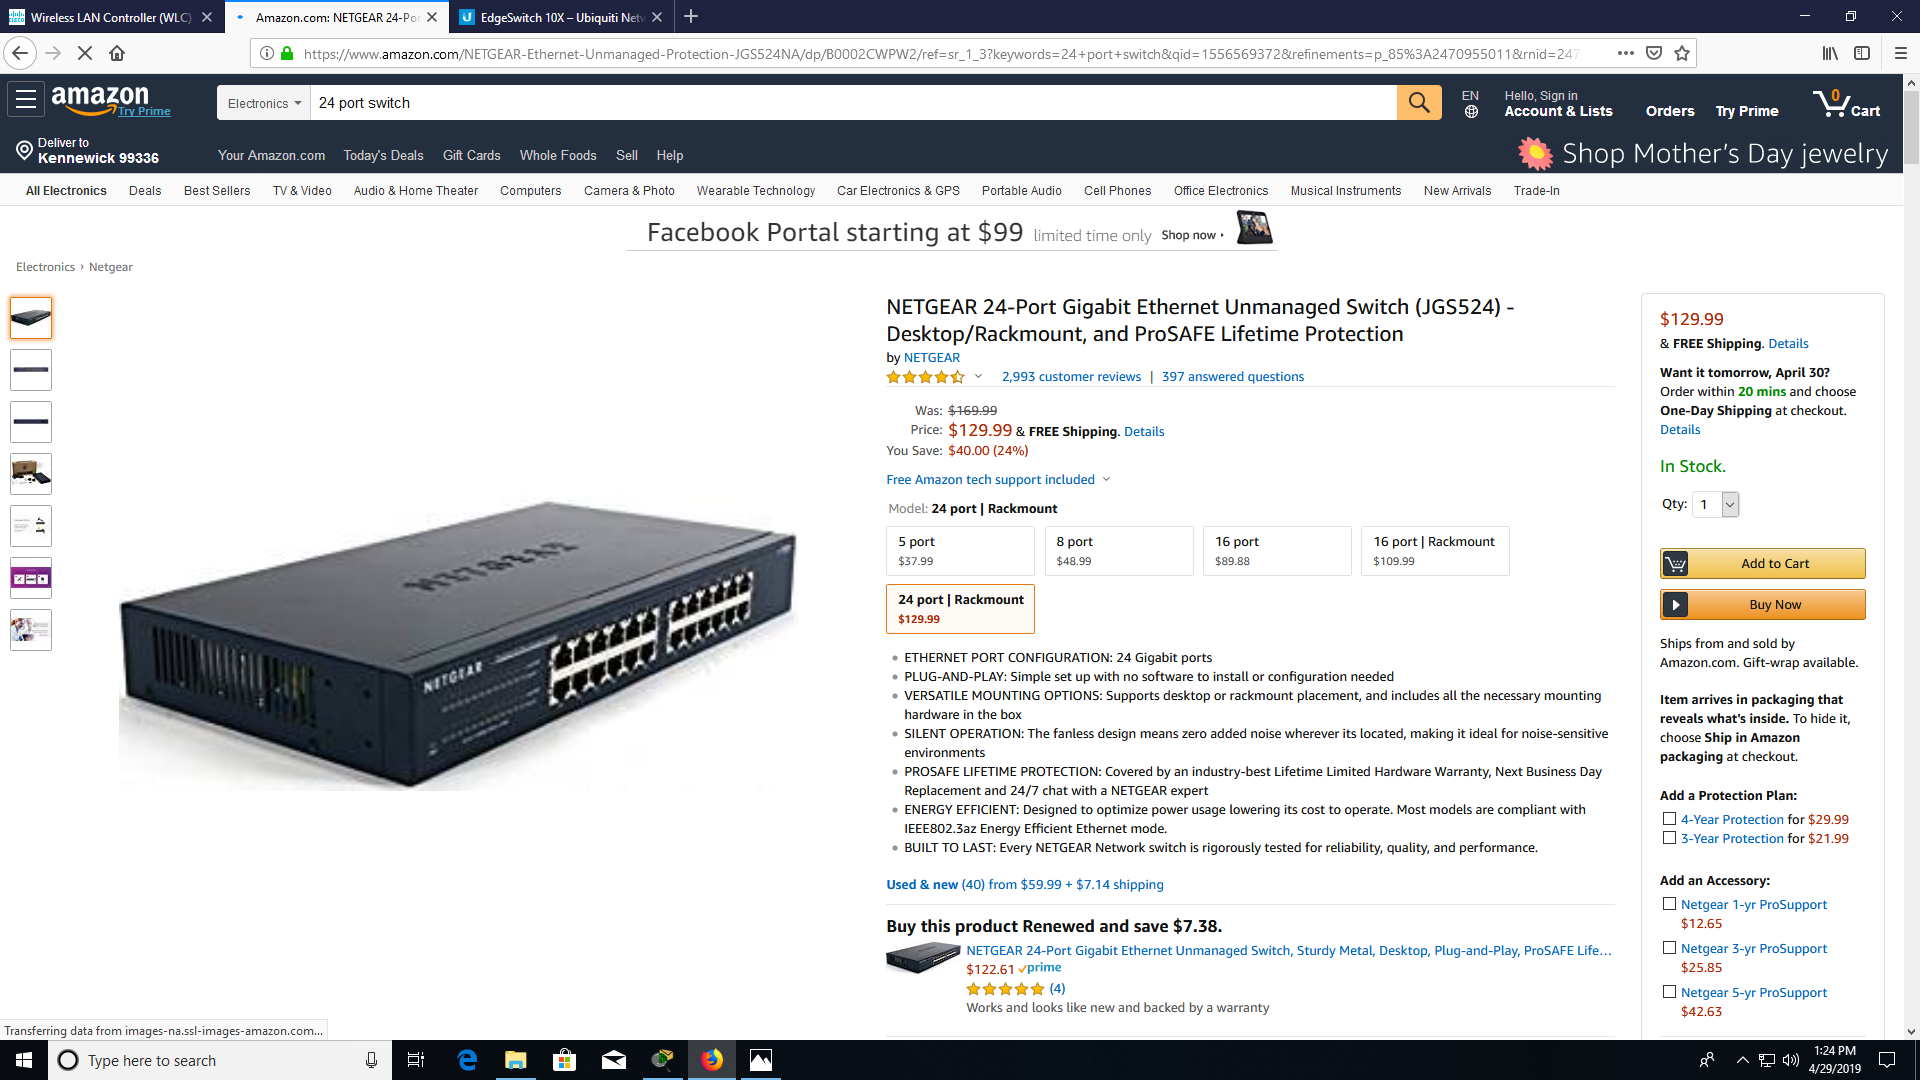 Wireless LAN Controller (WLC)
Amazon.com: NETGEAR 24-Po
EdgeSwitch 10X – Ubiquiti Netw
https://www.amazon.com/NETGEAR-Ethernet-Unmanaged-Protection-JGS524NA/dp/B0002CWPW2/ref=sr_1_3?keywords=24+port+switch&qid=1556569372&refinements=p_85%3A2470955011&rnid=247
amazon
Try Prime
Electronics
24 port switch
EN
Hello, Sign in
Account & Lists
Orders
Try Prime
0
Cart
Deliver to
Kennewick 99336
Your Amazon.com Today's Deals Gift Cards Whole Foods Sell Help
Shop Mother's Day jewelry
All Electronics Deals Best Sellers TV & Video Audio & Home Theater Computers Camera & Photo Wearable Technology Car Electronics & GPS Portable Audio Cell Phones Office Electronics Musical Instruments New Arrivals Trade-In
Facebook Portal starting at $99 limited time only Shop now
Electronics › Netgear
NETGEAR
NETGEAR
NETGEAR 24-Port Gigabit Ethernet Unmanaged Switch (JGS524) -
Desktop/Rackmount, and ProSAFE Lifetime Protection
by NETGEAR
2,993 customer reviews | 397 answered questions
Was: $169.99
Price: $129.99 & FREE Shipping. Details
You Save: $40.00 (24%)
Free Amazon tech support included
Model: 24 port | Rackmount
5 port
$37.99
8 port
$48.99
16 port
$89.88
16 port | Rackmount
$109.99
24 port | Rackmount
$129.99
• ETHERNET PORT CONFIGURATION: 24 Gigabit ports
• PLUG-AND-PLAY: Simple set up with no software to install or configuration needed
• VERSATILE MOUNTING OPTIONS: Supports desktop or rackmount placement, and includes all the necessary mounting
hardware in the box
• SILENT OPERATION: The fanless design means zero added noise wherever its located, making it ideal for noise-sensitive
environments
• PROSAFE LIFETIME PROTECTION: Covered by an industry-best Lifetime Limited Hardware Warranty, Next Business Day
Replacement and 24/7 chat with a NETGEAR expert
• ENERGY EFFICIENT: Designed to optimize power usage lowering its cost to operate. Most models are compliant with
IEEE802.3az Energy Efficient Ethernet mode.
• BUILT TO LAST: Every NETGEAR Network switch is rigorously tested for reliability, quality, and performance.
Used & new (40) from $59.99 + $7.14 shipping
Buy this product Renewed and save $7.38.
NETGEAR 24-Port Gigabit Ethernet Unmanaged Switch, Sturdy Metal, Desktop, Plug-and-Play, ProSAFE Life...
$122.61 prime
(4)
Works and looks like new and backed by a warranty
$129.99
& FREE Shipping. Details
Want it tomorrow, April 30?
Order within 20 mins and choose
One-Day Shipping at checkout.
Details
In Stock.
Qty: 1
Add to Cart
Buy Now
Ships from and sold by
Amazon.com. Gift-wrap available.
Item arrives in packaging that
reveals what's inside. To hide it,
choose Ship in Amazon
packaging at checkout.
Add a Protection Plan:
4-Year Protection for $29.99
3-Year Protection for $21.99
Add an Accessory:
Netgear 1-yr ProSupport
$12.65
Netgear 3-yr ProSupport
$25.85
Netgear 5-yr ProSupport
$42.63
Transferring data from images-na.ssl-images-amazon.com...
Type here to search
1:24 PM
4/29/2019